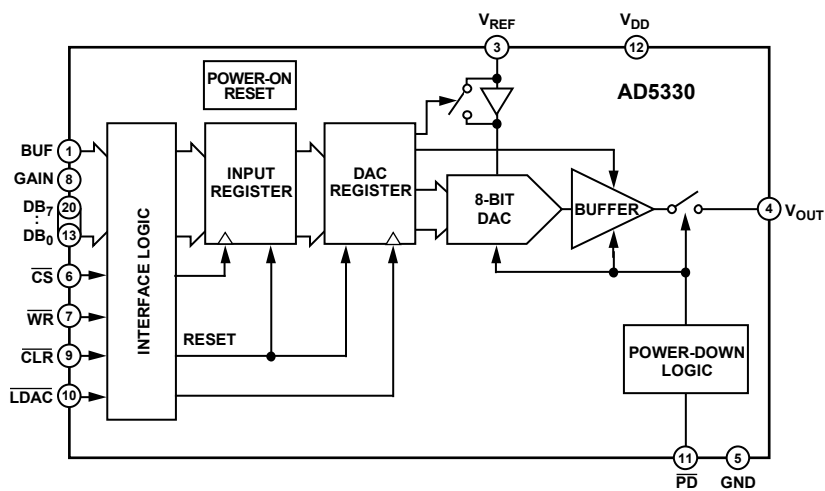 VREF
3
VDD
12
AD5330
POWER-ON
RESET
BUF 1
GAIN 8
DB7 20
:
DB0 13
CS 6
WR 7
CLR 9
LDAC 10
INTERFACE LOGIC
INPUT
REGISTER
DAC
REGISTER
8-BIT
DAC
BUFFER
4 VOUT
RESET
POWER-DOWN
LOGIC
11
PD
5
GND